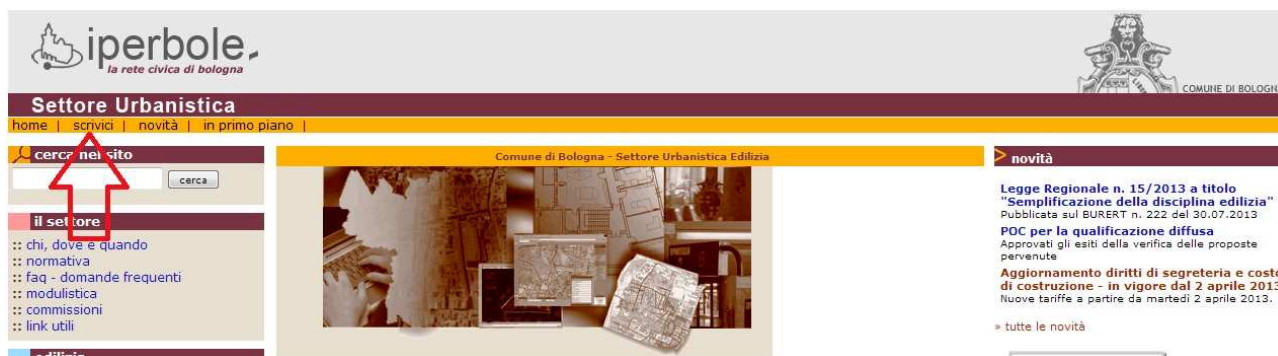 iperbole
la rete civica di bologna
COMUNE DI BOLOGN
Settore Urbanistica
home | scrivici | novità | in primo piano |
cerca nel sito
cerca
il settore
:: chi, dove e quando
:: normativa
:: faq - domande frequenti
:: modulistica
:: commissioni
:: link utili
edilizia
Comune di Bologna - Settore Urbanistica Edilizia
> novità
Legge Regionale n. 15/2013 a titolo
"Semplificazione della disciplina edilizia"
Pubblicata sul BURERT n. 222 del 30.07.2013
POC per la qualificazione diffusa
Approvati gli esiti della verifica delle proposte
pervenute
Aggiornamento diritti di segreteria e costo
di costruzione - in vigore dal 2 aprile 2013
Nuove tariffe a partire da martedì 2 aprile 2013.
» tutte le novità